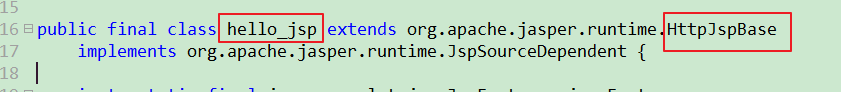 15
16 public final class hello_jsp extends org.apache.jasper.runtime.HttpJspBase
17 implements org.apache.jasper.runtime.JspSourceDependent {
18